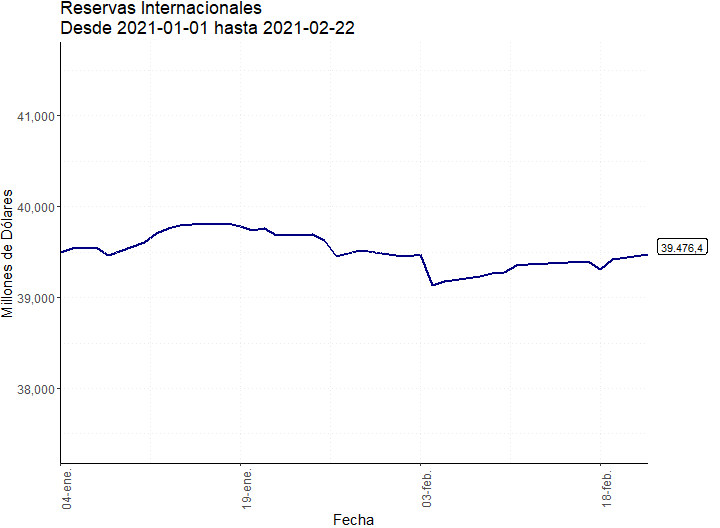 Reservas Internacionales
Desde 2021-01-01 hasta 2021-02-22
Millones de Dólares
41,000
40,000
39,000
38,000
39.476,4
04-ene.
19-ene.
03-feb.
18-feb.
Fecha